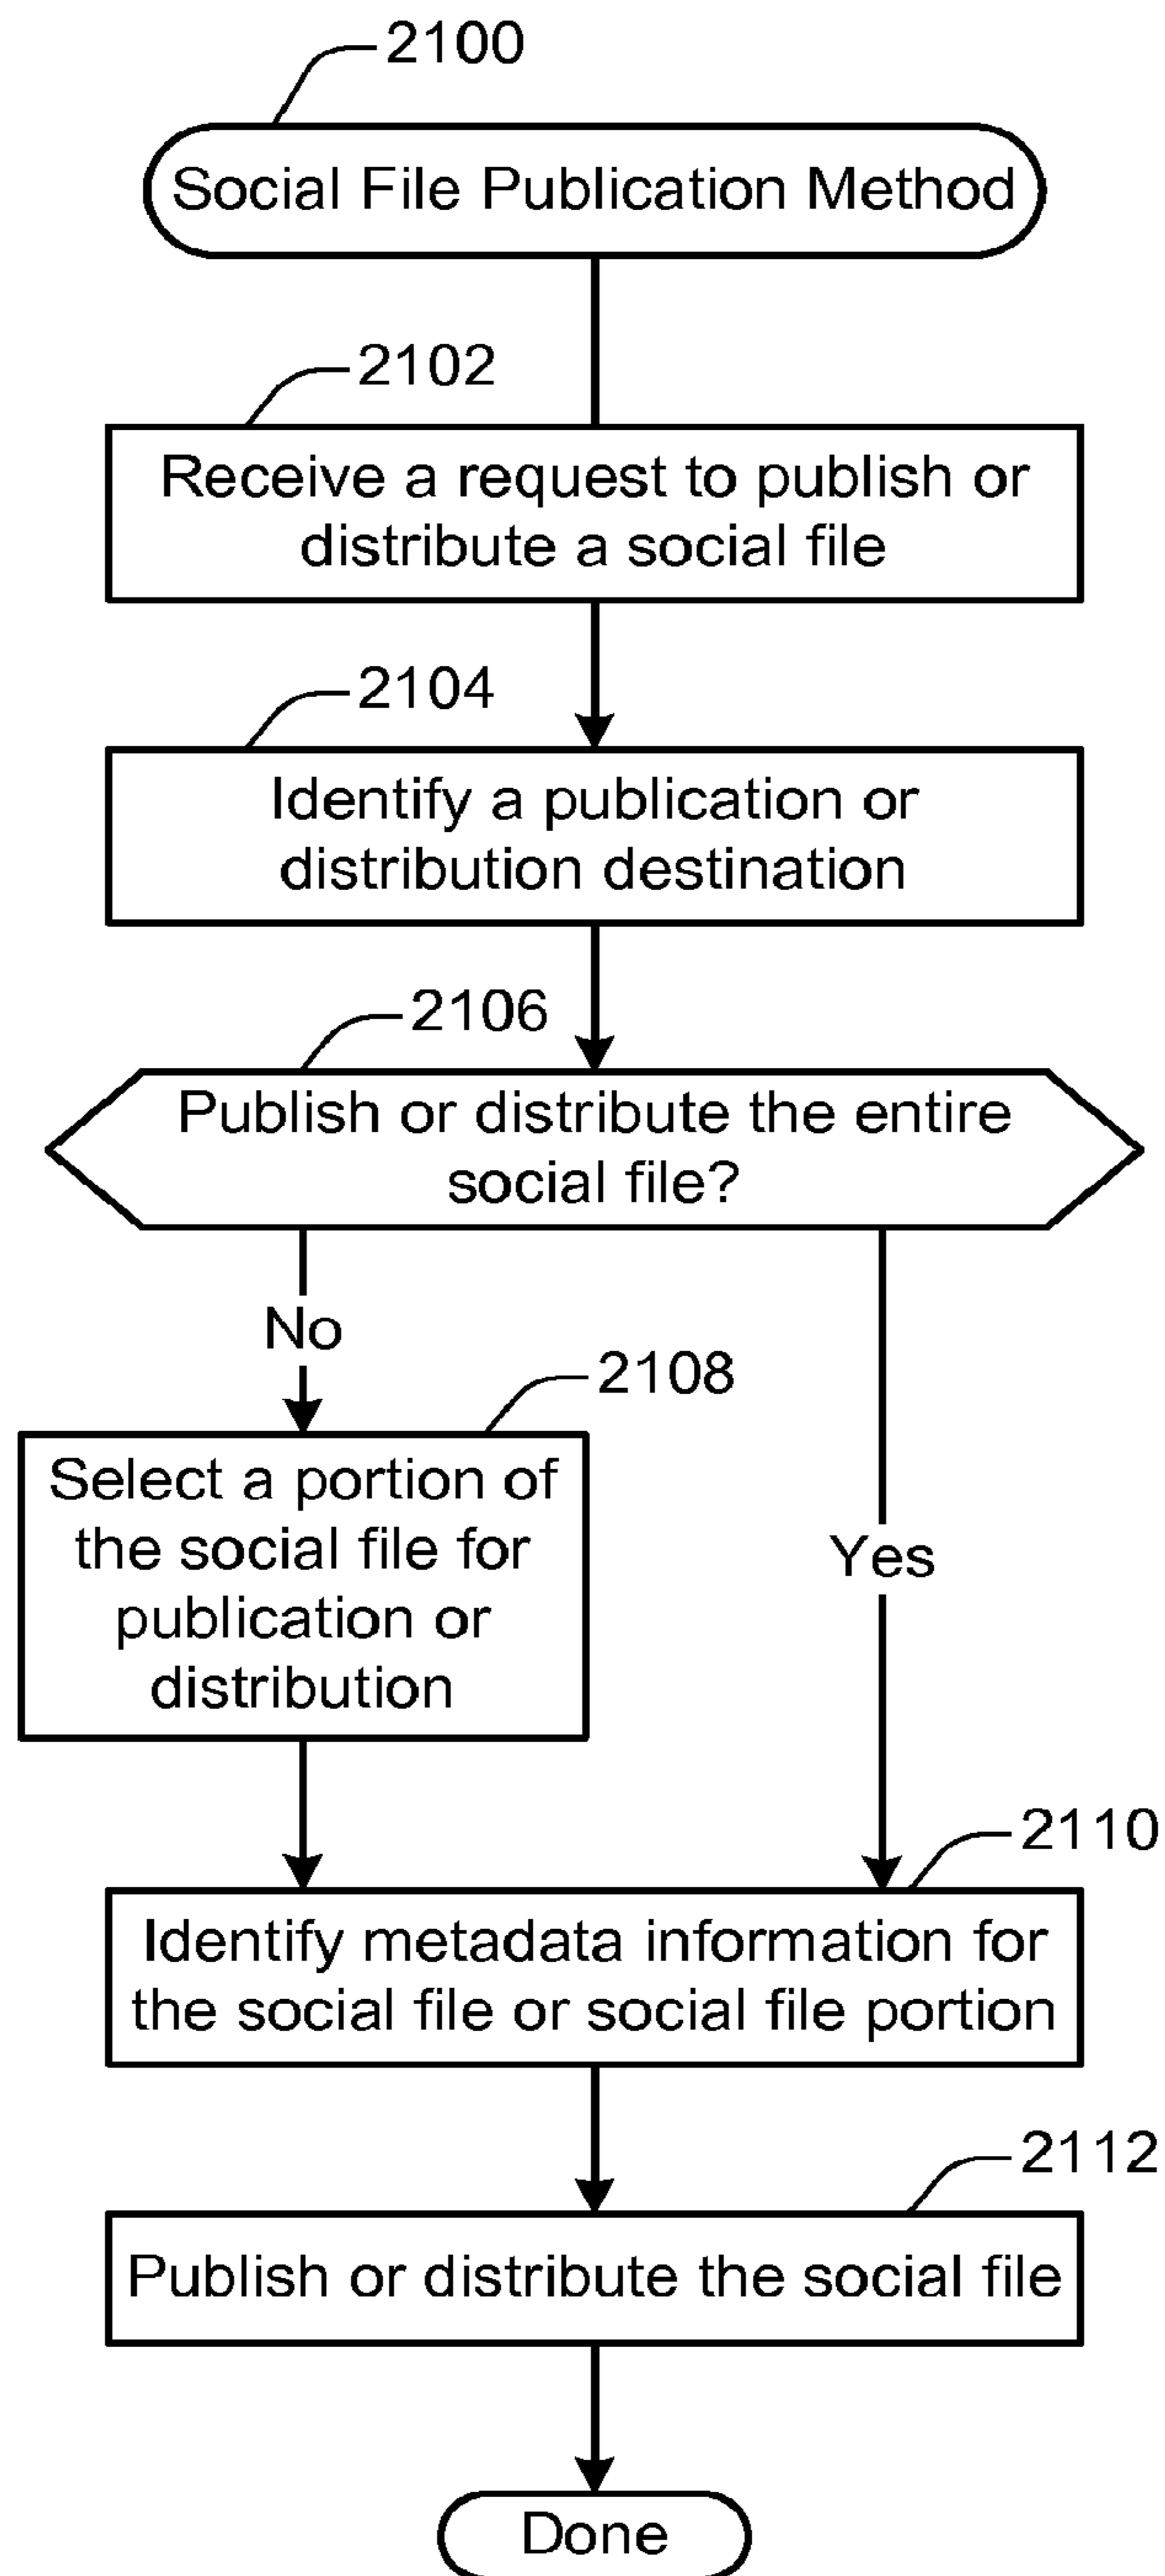 2100
Social File Publication Method
2102
Receive a request to publish or
distribute a social file
2104
Identify a publication or
distribution destination
2106
Publish or distribute the entire
social file?
No
2108
Select a portion of
the social file for
publication or
distribution
Yes
2110
Identify metadata information for
the social file or social file portion
2112
Publish or distribute the social file
Done